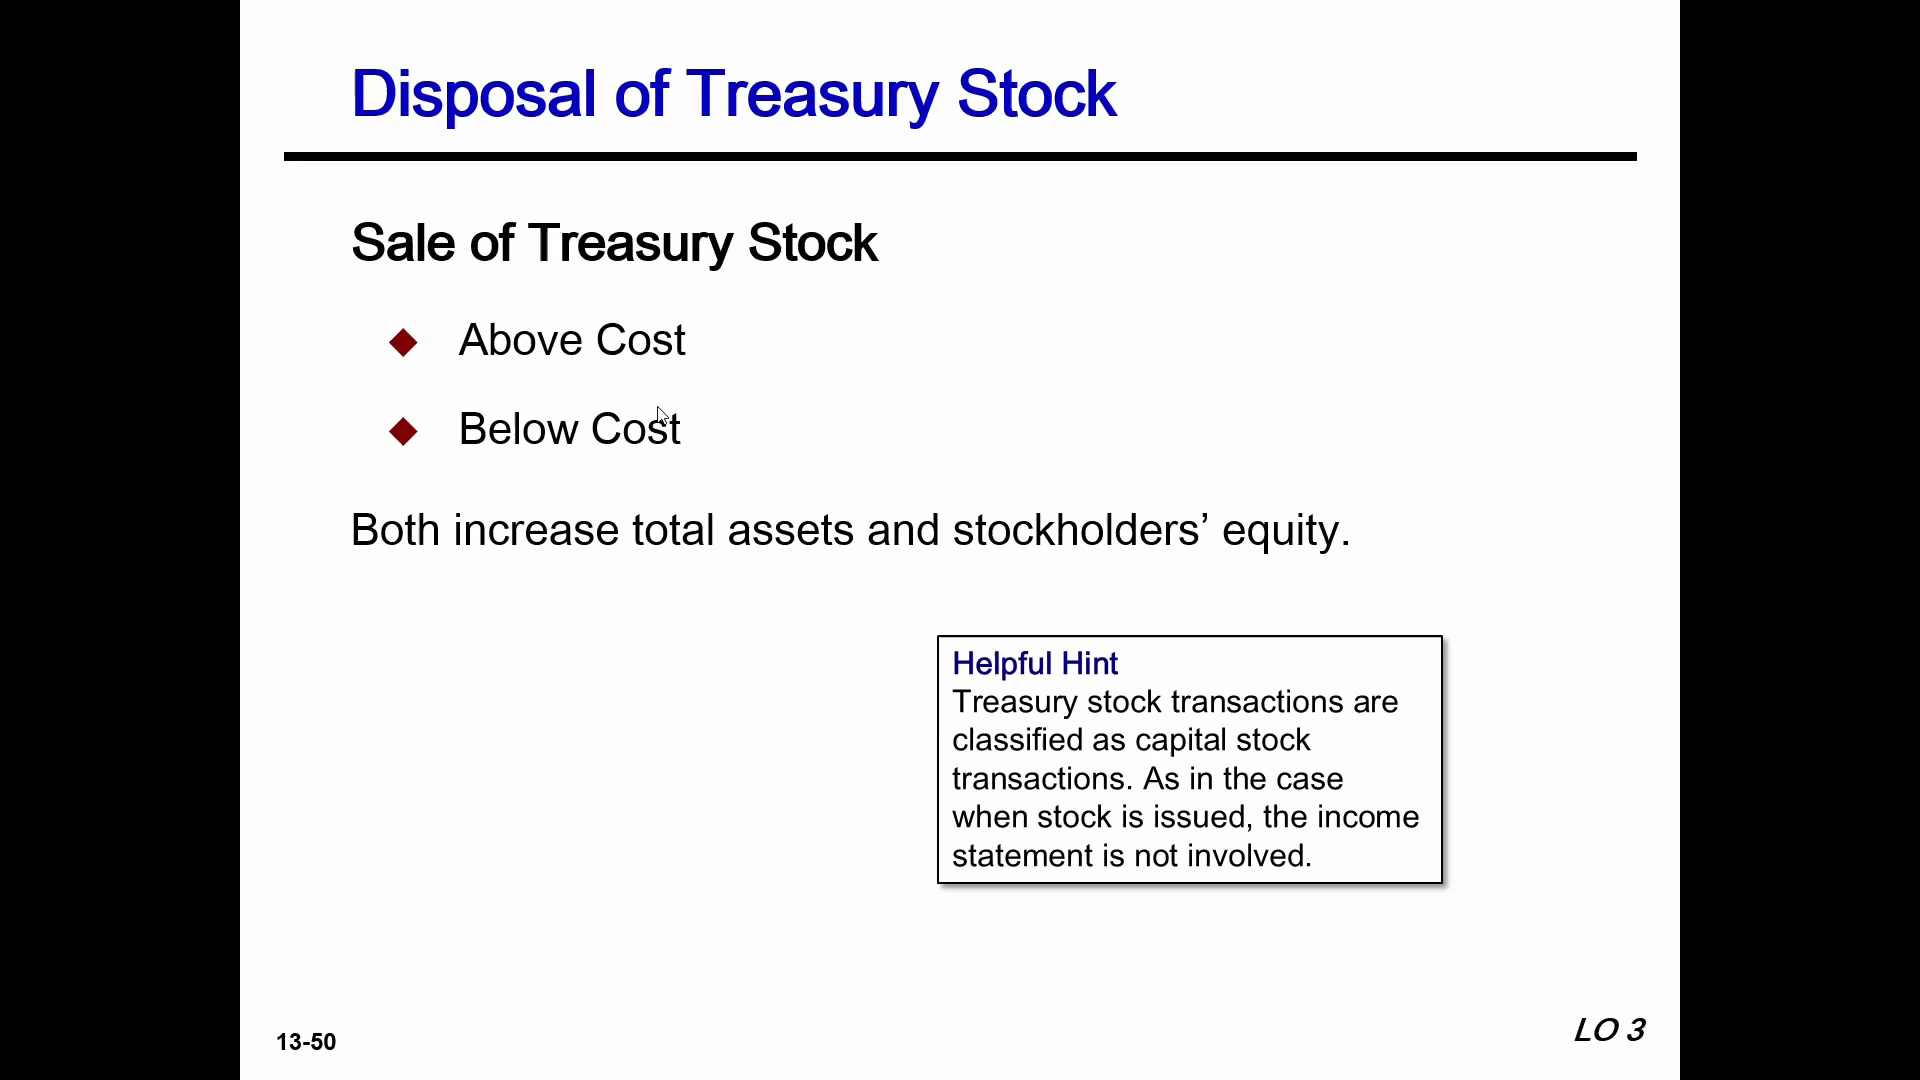 Disposal of Treasury Stock
Sale of Treasury Stock
Above Cost
Below Cost
Both increase total assets and stockholders’ equity.
Helpful Hint
Treasury stock transactions are
classified as capital stock
transactions. As in the case
when stock is issued, the income
statement is not involved.
13-50
LO 3